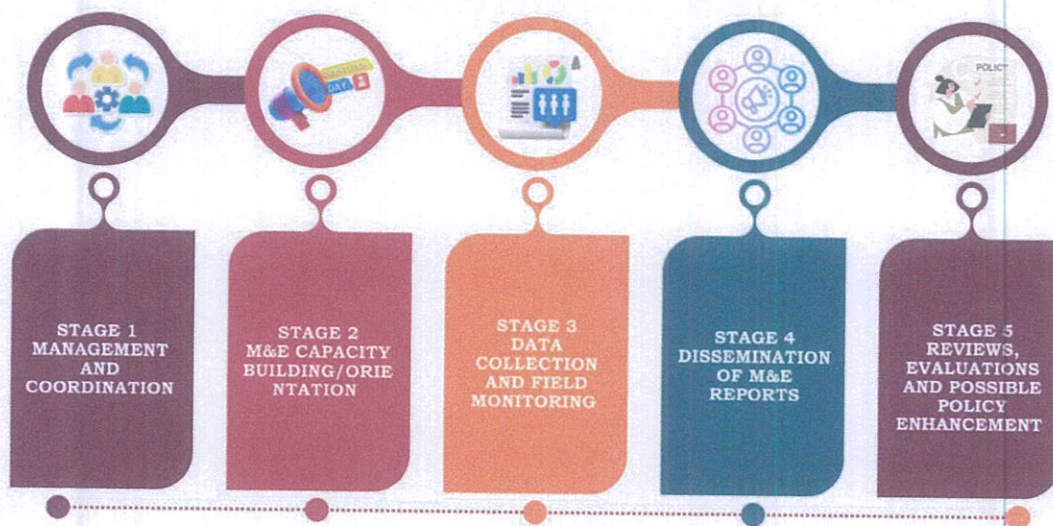 POLICY
DAY
STAGE 1
MANAGEMENT
AND
COORDINATION
STAGE 2
M&E CAPACITY
BUILDING/ORIE
NTATION
STAGE 3
DATA
COLLECTION
AND FIELD
MONITORING
STAGE 4
DISSEMINATION
OF M&E
REPORTS
STAGE 5
REVIEWS,
EVALUATIONS
AND POSSIBLE
POLICY
ENHANCEMENT